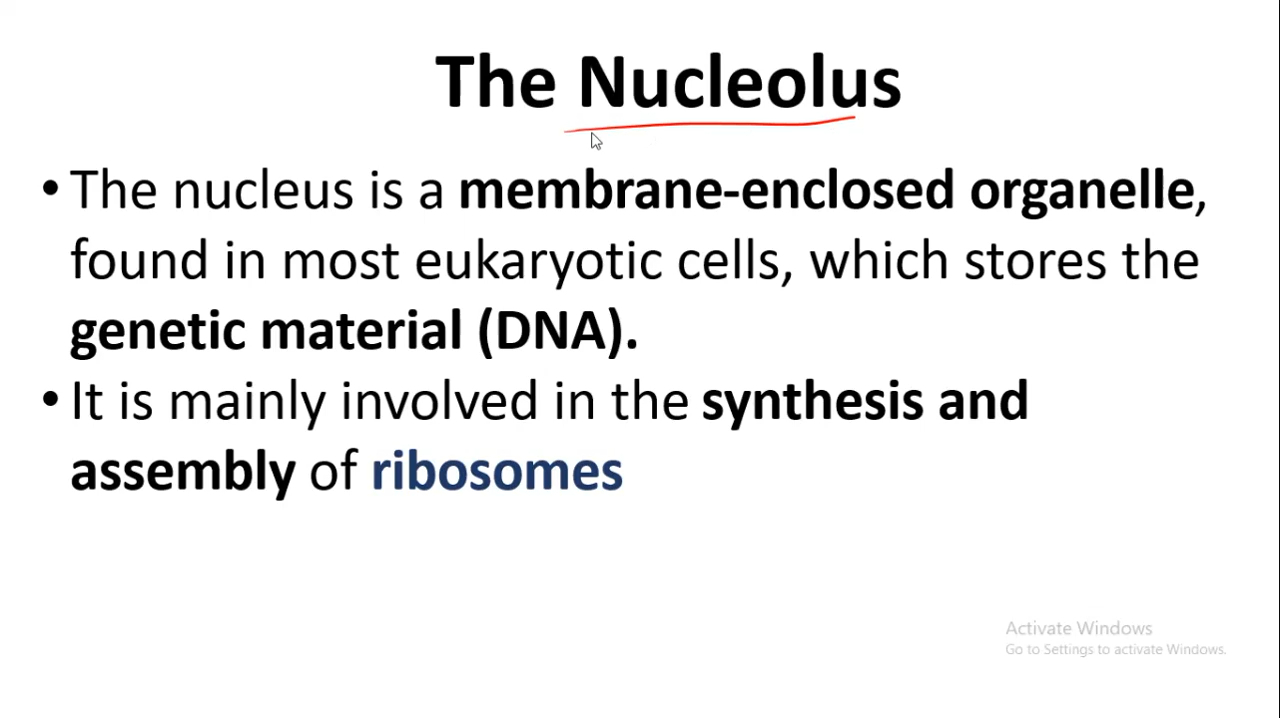 The Nucleolus
• The nucleus is a membrane-enclosed organelle,
found in most eukaryotic cells, which stores the
genetic material (DNA).
• It is mainly involved in the synthesis and
assembly of ribosomes
Activate Windows
Go to Settings to activate Windows.